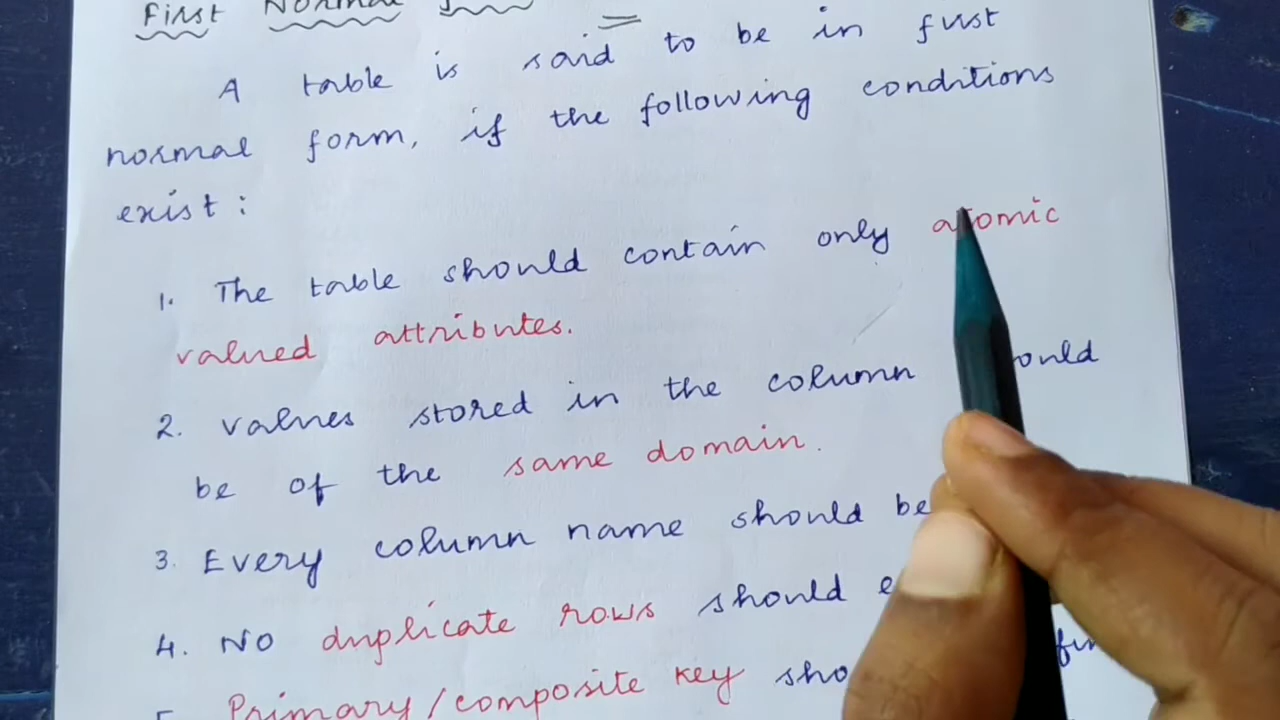 First Normal
A table is said to be in first
normal form, if the following conditions
exist:
1. The table should contain only atomic
valued attributes.
2. values stored in the column should
be of the same domain.
3. Every column name should be
4. No duplicate rows should
5. Primary/composite key